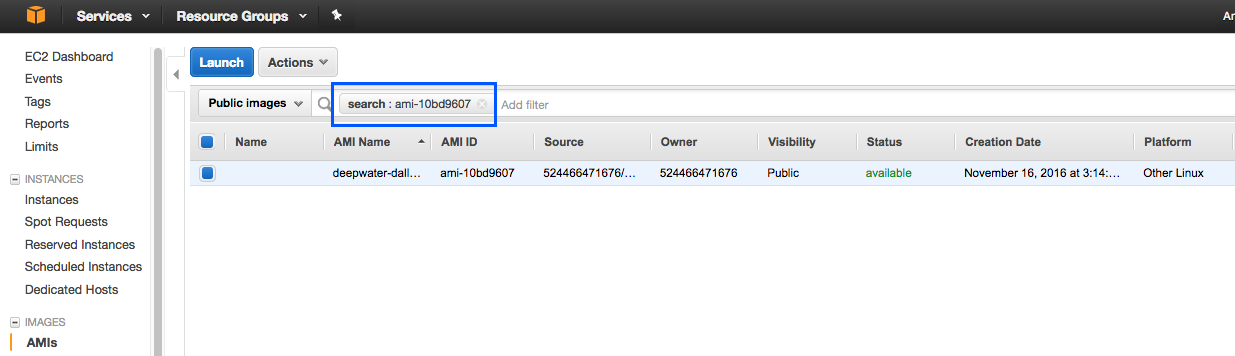 Services Resource Groups Ar
EC2 Dashboard
Events
Tags
Reports
Limits
INSTANCES
Instances
Spot Requests
Reserved Instances
Scheduled Instances
Dedicated Hosts
IMAGES
AMIs
Launch Actions
Public images search : ami-10bd9607 Add filter
Name AMI Name AMI ID Source Owner Visibility Status Creation Date Platform
deepwater-dall… ami-10bd9607 524466471676/… 524466471676 Public available November 16, 2016 at 3:14:… Other Linux